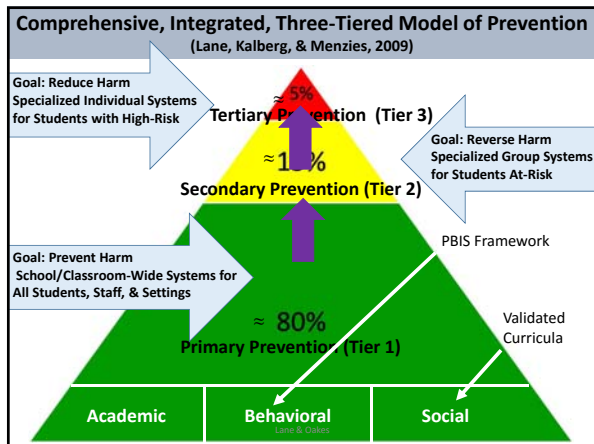 Comprehensive, Integrated, Three-Tiered Model of Prevention
(Lane, Kalberg, & Menzies, 2009)
Goal: Reduce Harm
Specialized Individual Systems
for Students with High-Risk
≈ 5%
Tertiary Prevention (Tier 3)
Goal: Reverse Harm
Specialized Group Systems
for Students At-Risk
≈
Secondary Prevention (Tier 2)
PBIS Framework
Goal: Prevent Harm
School/Classroom-Wide Systems for
All Students, Staff, & Settings
≈ 80%
Primary Prevention (Tier 1)
Validated
Curricula
Academic
Behavioral
Social
Lane & Oakes